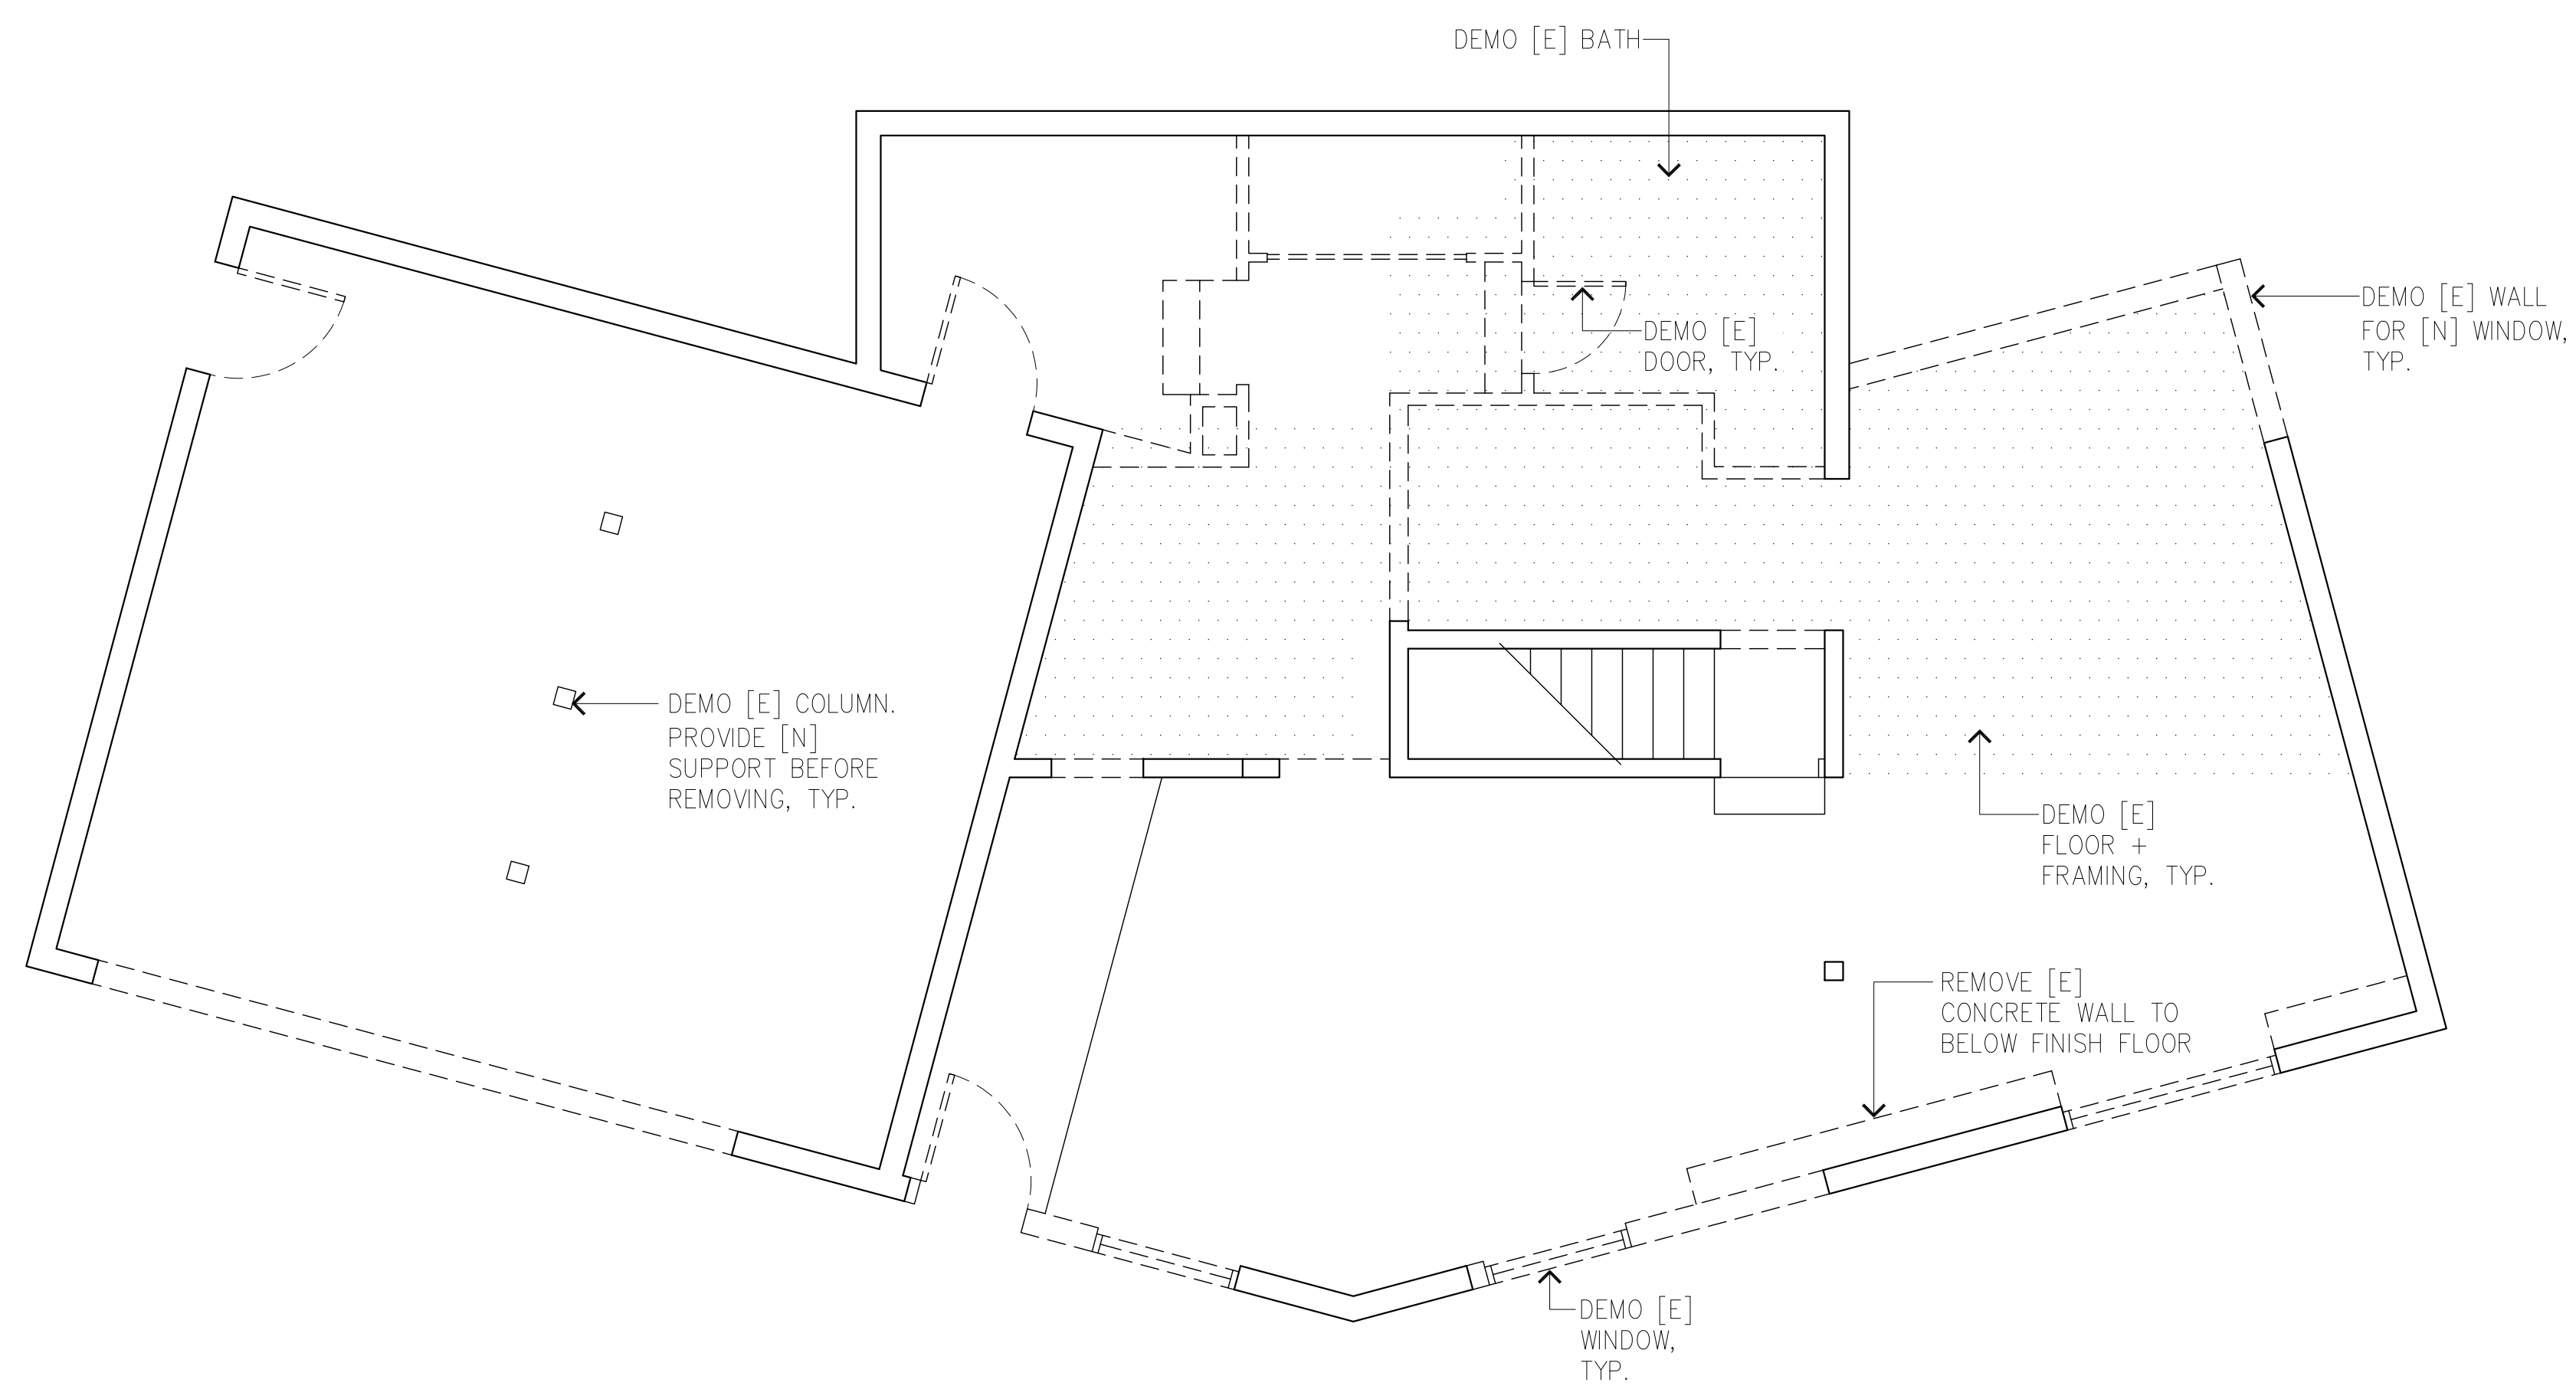 DEMO [E] BATH
DEMO [E] WALL
FOR [N] WINDOW,
TYP.
DEMO [E]
DOOR, TYP.
DEMO [E] COLUMN.
PROVIDE [N]
SUPPORT BEFORE
REMOVING, TYP.
DEMO [E]
FLOOR +
FRAMING, TYP.
REMOVE [E]
CONCRETE WALL TO
BELOW FINISH FLOOR
DEMO [E]
WINDOW,
TYP.